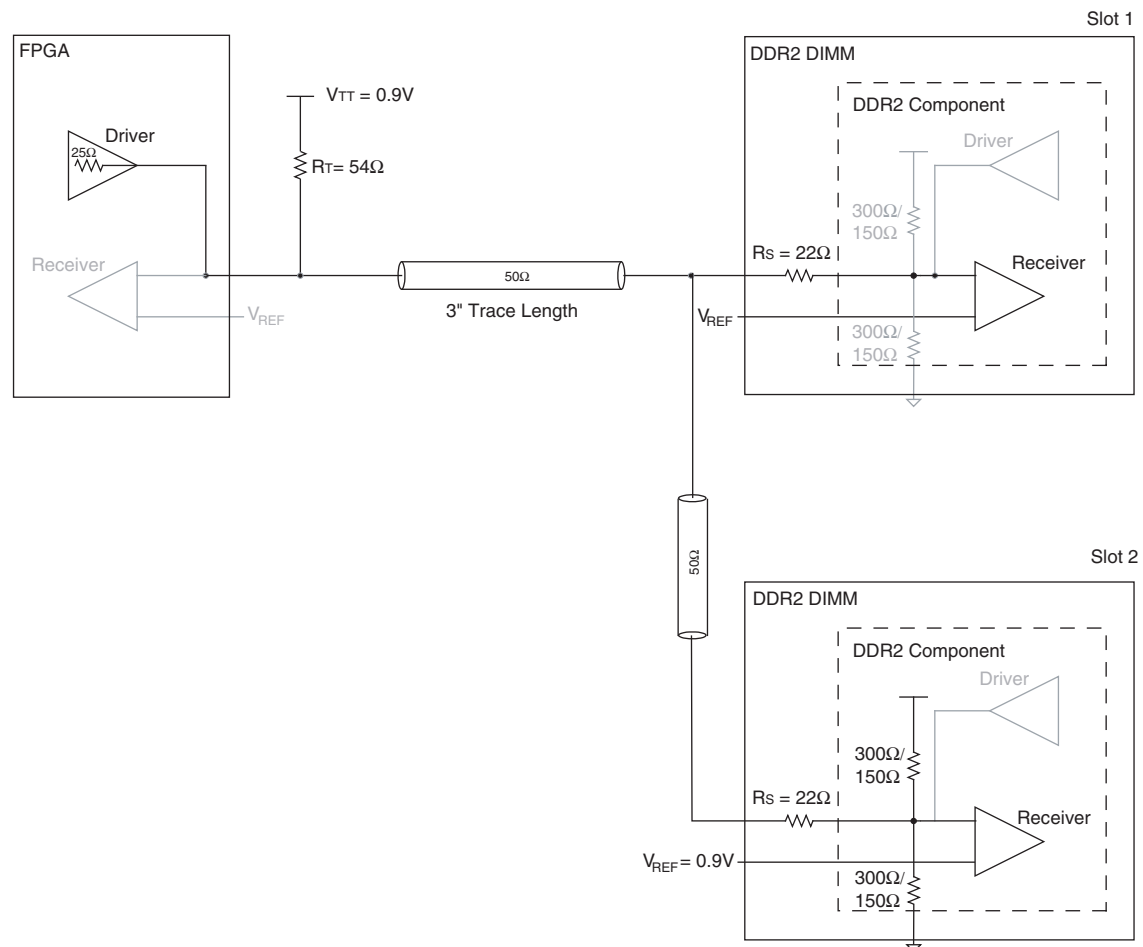 Slot 1
FPGA
DDR2 DIMM
VTT = 0.9V
DDR2 Component
Driver
25Ω
Driver
RT= 54Ω
300Ω/
150Ω
Receiver
RS = 22Ω
Receiver
50Ω
3" Trace Length
VREF
VREF
300Ω/
150Ω
50Ω
Slot 2
DDR2 DIMM
DDR2 Component
Driver
300Ω/
150Ω
RS = 22Ω
Receiver
VREF = 0.9V
300Ω/
150Ω